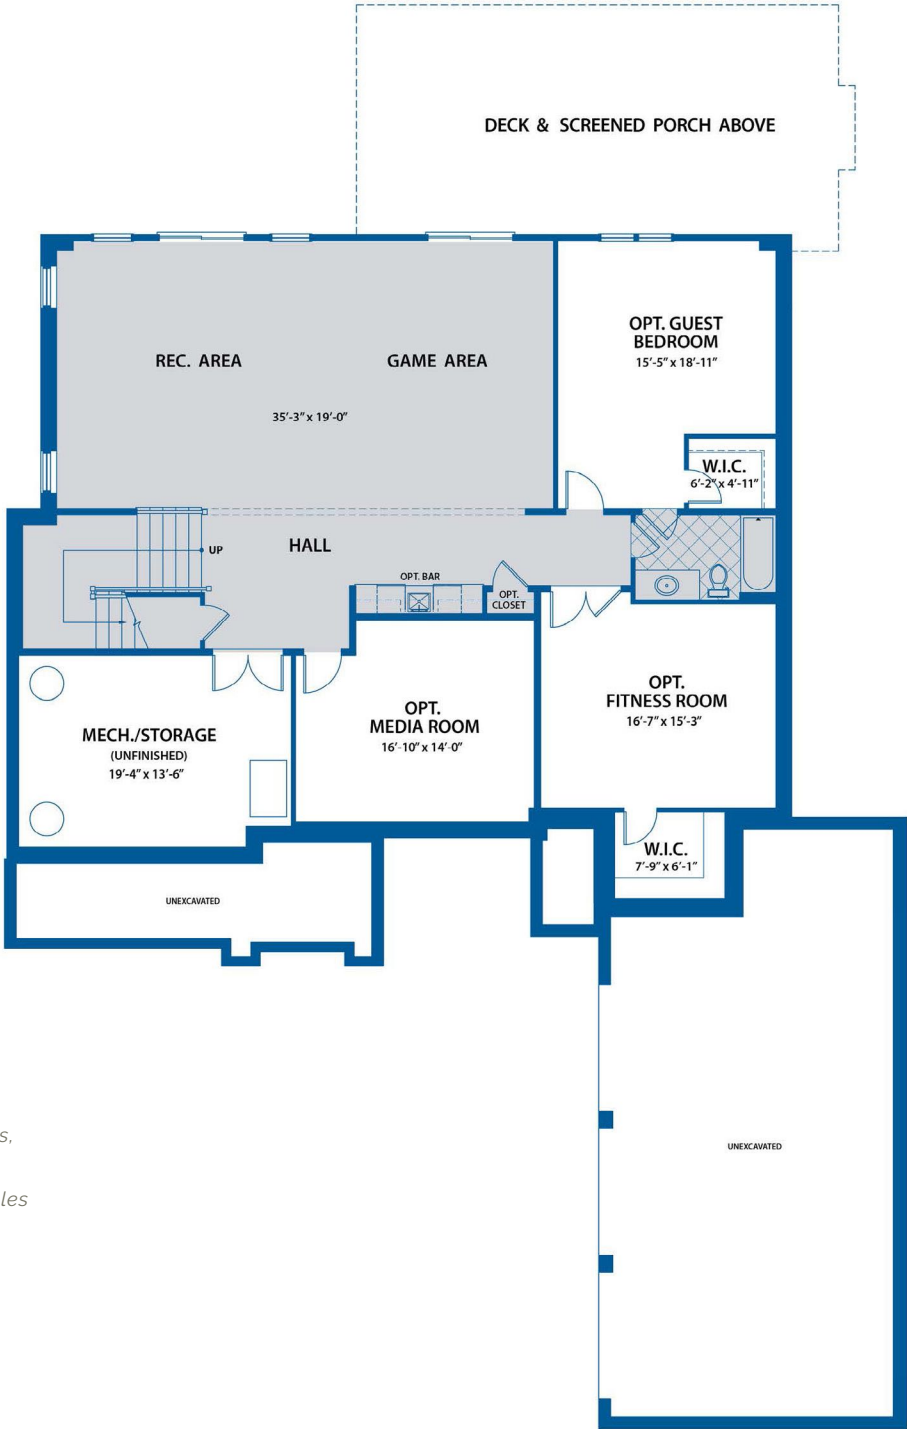 DECK & SCREENED PORCH ABOVE
OPT. GUEST
BEDROOM
15'-5" x 18'-11"
REC. AREA
GAME AREA
35'-3" x 19'-0"
W.I.C.
6'-2" x 4'-11"
UP
HALL
OPT. BAR
OPT.
CLOSET
OPT.
FITNESS ROOM
16'-7" x 15'-3"
OPT.
MEDIA ROOM
16'-10" x 14'-0"
MECH./STORAGE
(UNFINISHED)
19'-4" x 13'-6"
W.I.C.
7'-9" x 6'-1"
UNEXCAVATED
s,
UNEXCAVATED
les